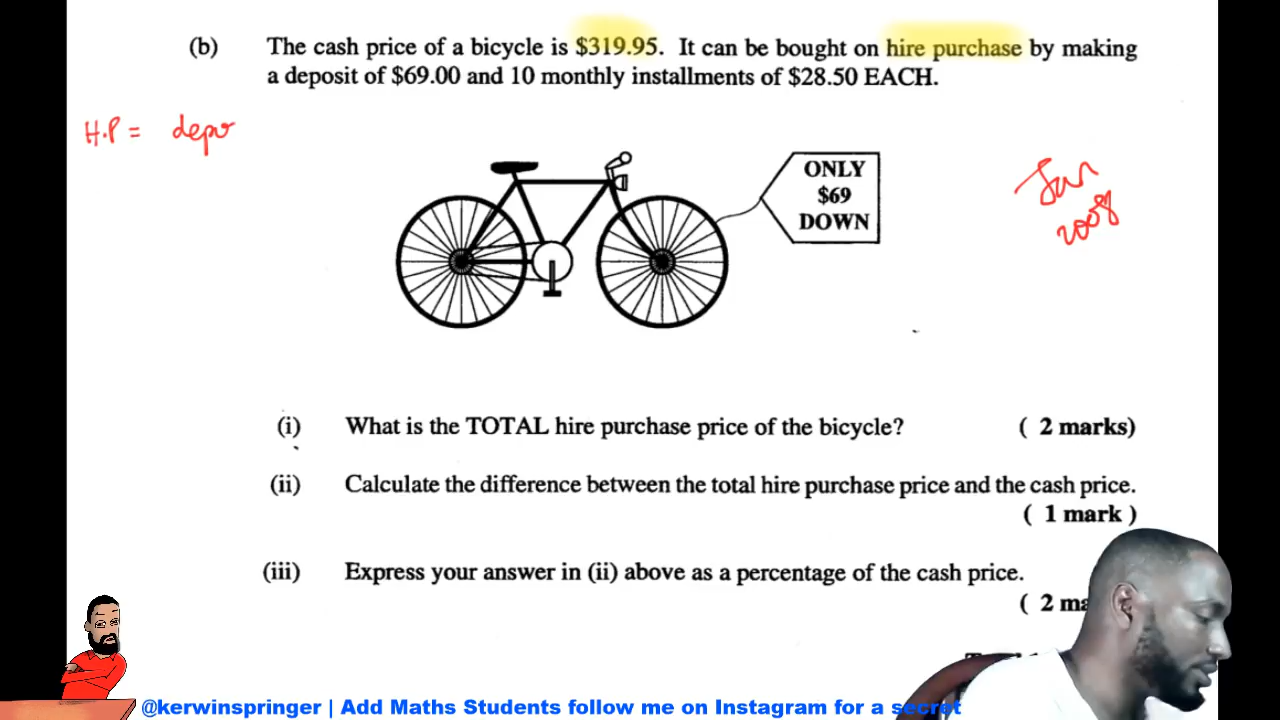 (b) The cash price of a bicycle is $319.95. It can be bought on hire purchase by making
a deposit of $69.00 and 10 monthly installments of $28.50 EACH.
H.P = depo
ONLY
$69
DOWN
Jan
2008
(i) What is the TOTAL hire purchase price of the bicycle? ( 2 marks)
(ii) Calculate the difference between the total hire purchase price and the cash price.
( 1 mark )
(iii) Express your answer in (ii) above as a percentage of the cash price.
( 2 ma
@kerwinspringer | Add Maths Students follow me on Instagram for a secret